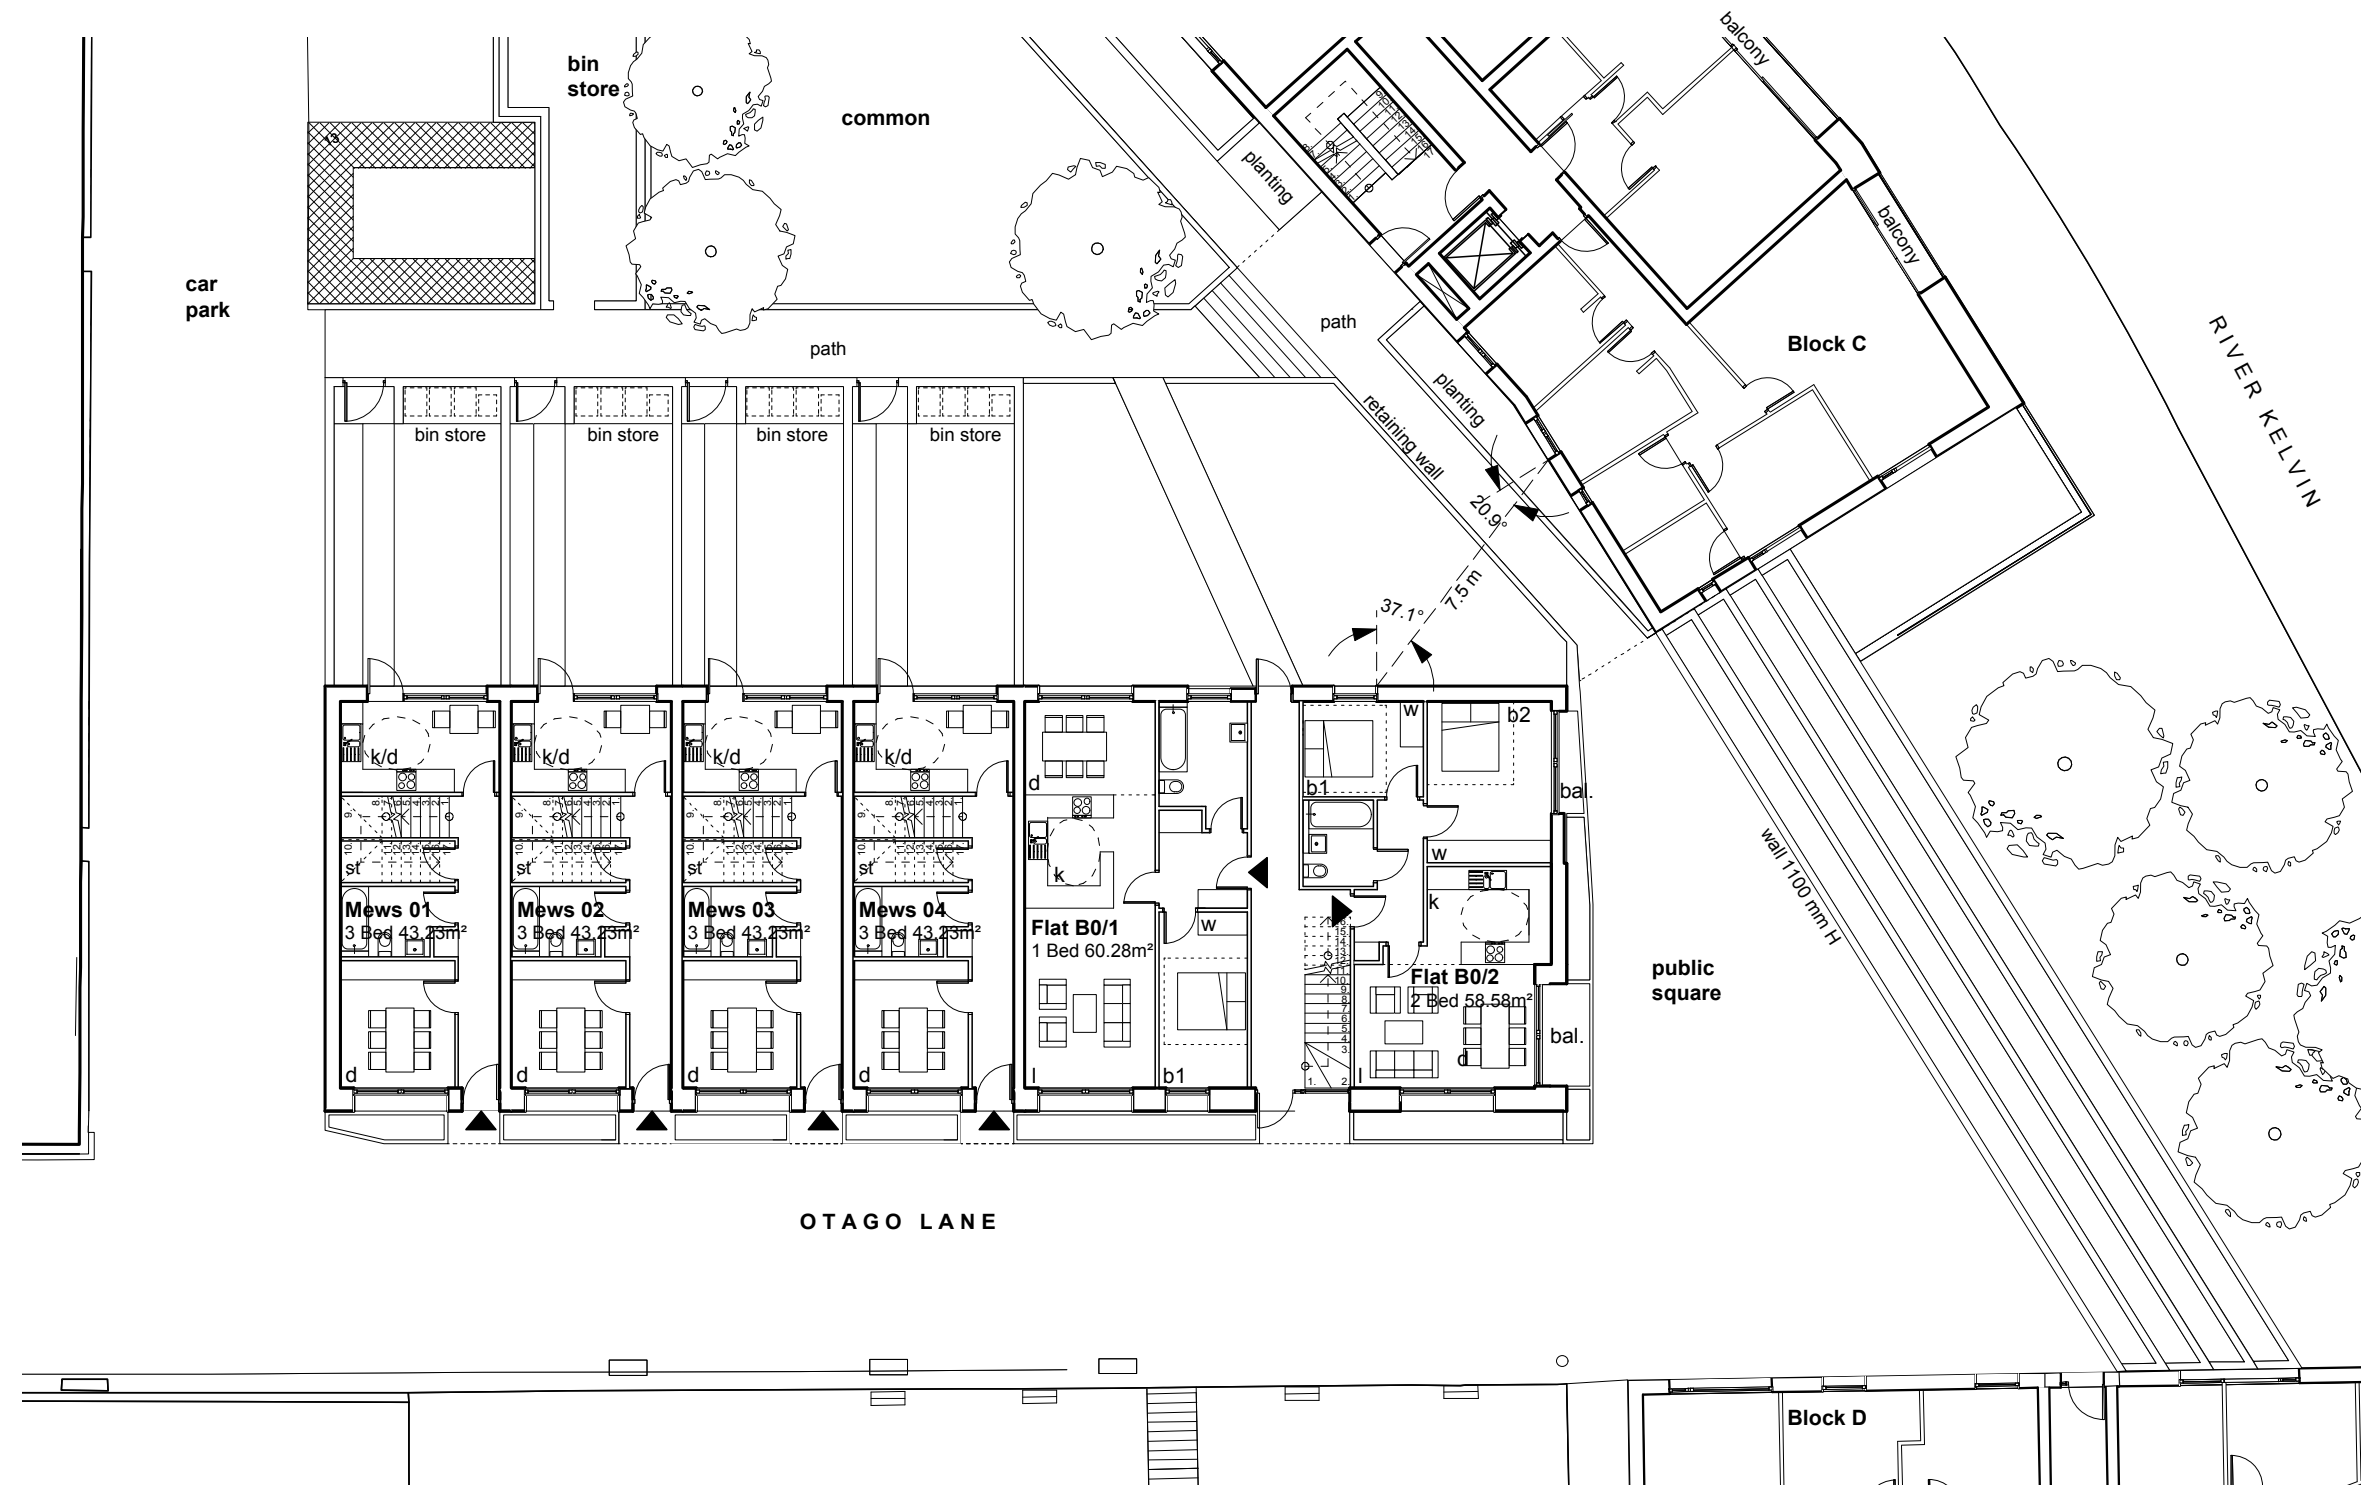 balcony
bin
store
common
13
planting
balcony
car
park
path
path
Block C
RIVER KELVIN
planting
retaining wall
bin store
bin store
bin store
bin store
20.9°
7.5 m
37.1°
k/d
k/d
k/d
k/d
d
w
b2
b1
bal.
w
st
st
st
st
k
k
wall 1100 mm H
Mews 01
3 Bed 43.23m²
Mews 02
3 Bed 43.23m²
Mews 03
3 Bed 43.23m²
Mews 04
3 Bed 43.23m²
Flat B0/1
1 Bed 60.28m²
w
Flat B0/2
2 Bed 58.58m²
public
square
bal.
d
d
d
d
d
l
b1
l
OTAGO LANE
Block D